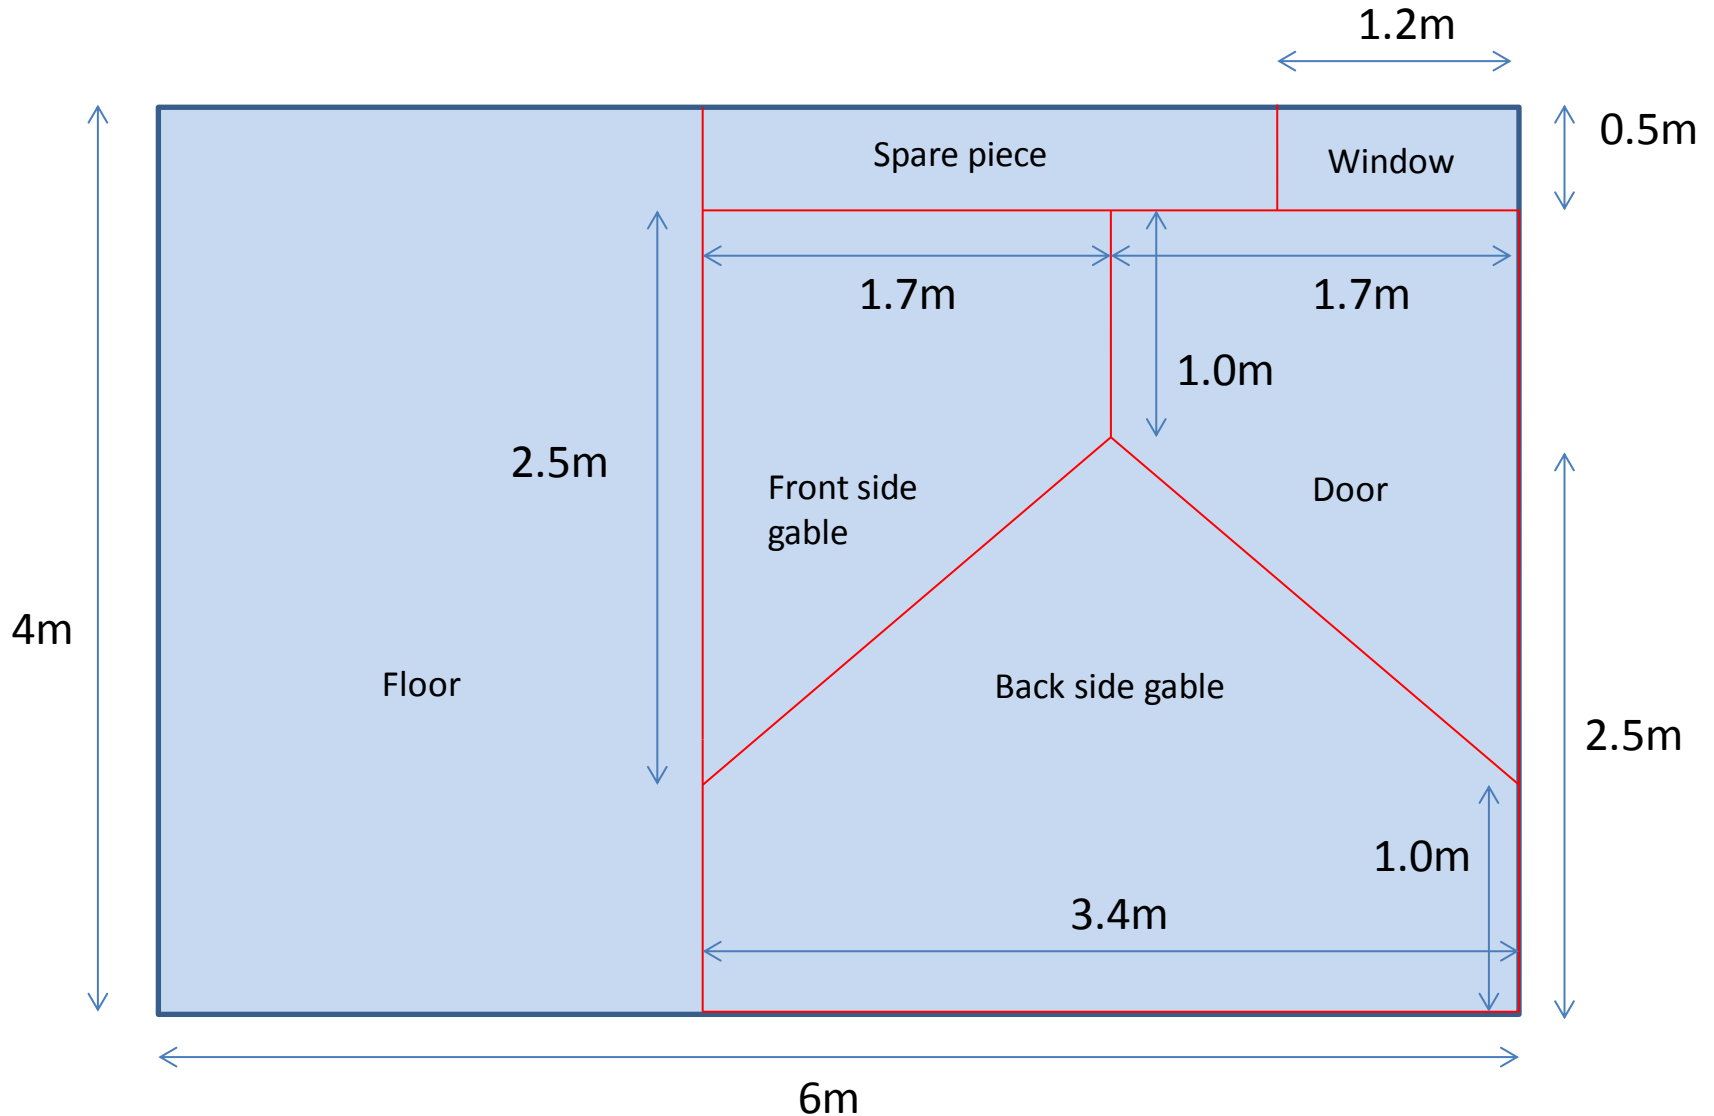 1.2m
0.5m
Spare piece
Window
1.7m
1.7m
1.0m
2.5m
Front side
gable
Door
4m
Floor
Back side gable
2.5m
1.0m
3.4m
6m